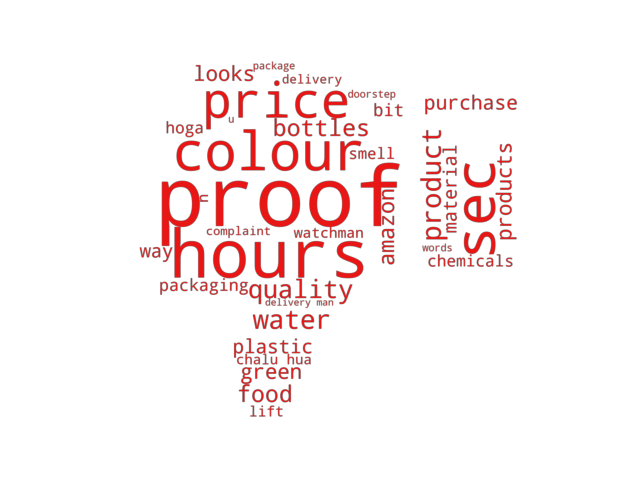 package
looks
delivery
price
doorstep
u
bit
purchase
hoga
bottles
colour
smell
product
material
products
sec
proof
n
amazon
complaint
watchman
hours
way
words
chemicals
packaging
quality
delivery man
water
plastic
chalu hua
green
food
lift